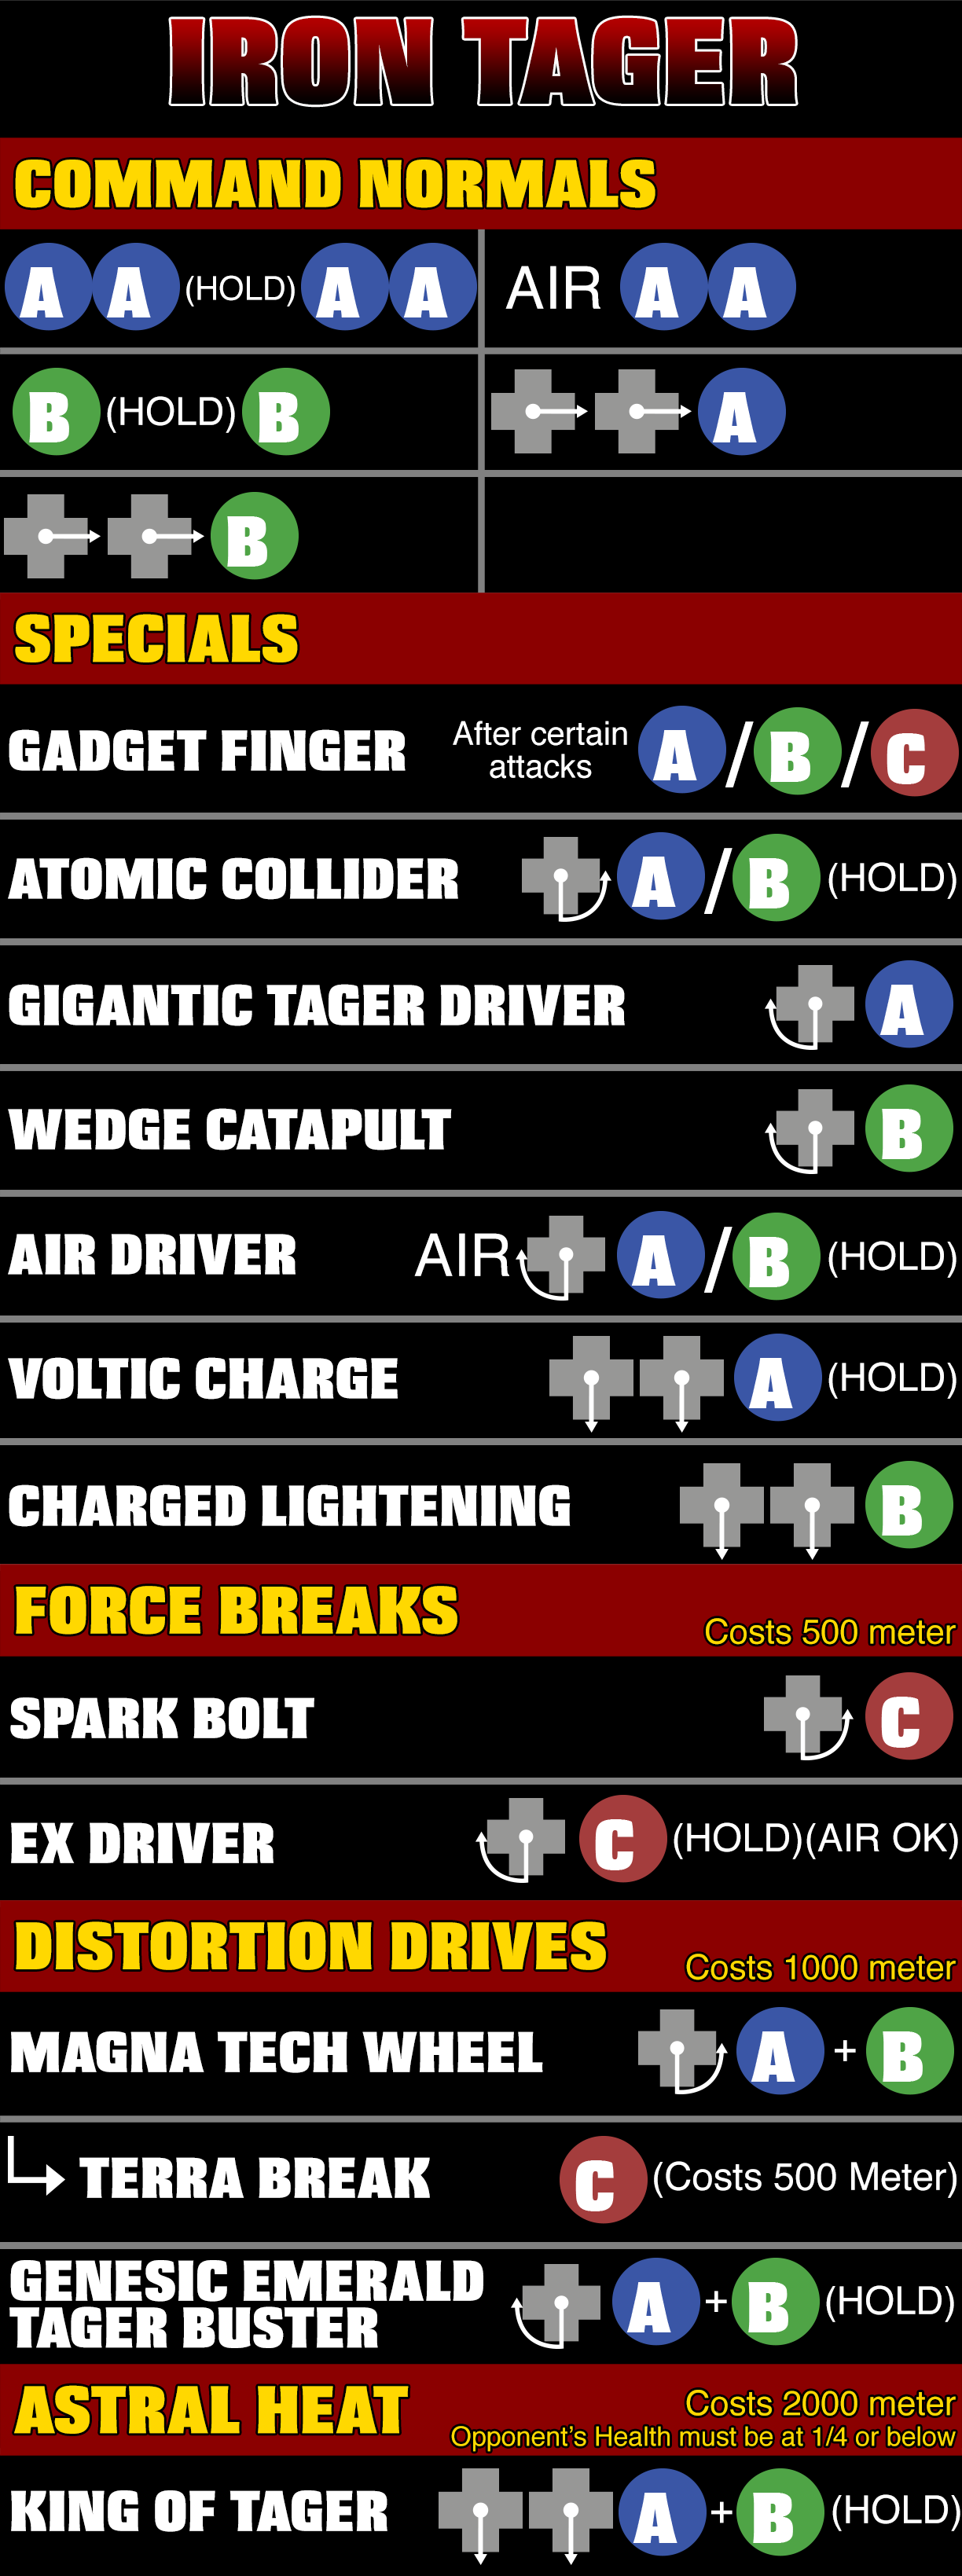 IRON TAGER
COMMAND NORMALS
A A (HOLD) A A
AIR A A
B (HOLD) B
A
B
SPECIALS
GADGET FINGER After certain attacks A / B / C
ATOMIC COLLIDER A / B (HOLD)
GIGANTIC TAGER DRIVER A
WEDGE CATAPULT B
AIR DRIVER AIR A / B (HOLD)
VOLTIC CHARGE A (HOLD)
CHARGED LIGHTENING B
FORCE BREAKS Costs 500 meter
SPARK BOLT C
EX DRIVER C (HOLD)(AIR OK)
DISTORTION DRIVES Costs 1000 meter
MAGNA TECH WHEEL A + B
TERRA BREAK C (Costs 500 Meter)
GENESIC EMERALD
TAGER BUSTER A + B (HOLD)
ASTRAL HEAT Costs 2000 meter
Opponent's Health must be at 1/4 or below
KING OF TAGER A + B (HOLD)